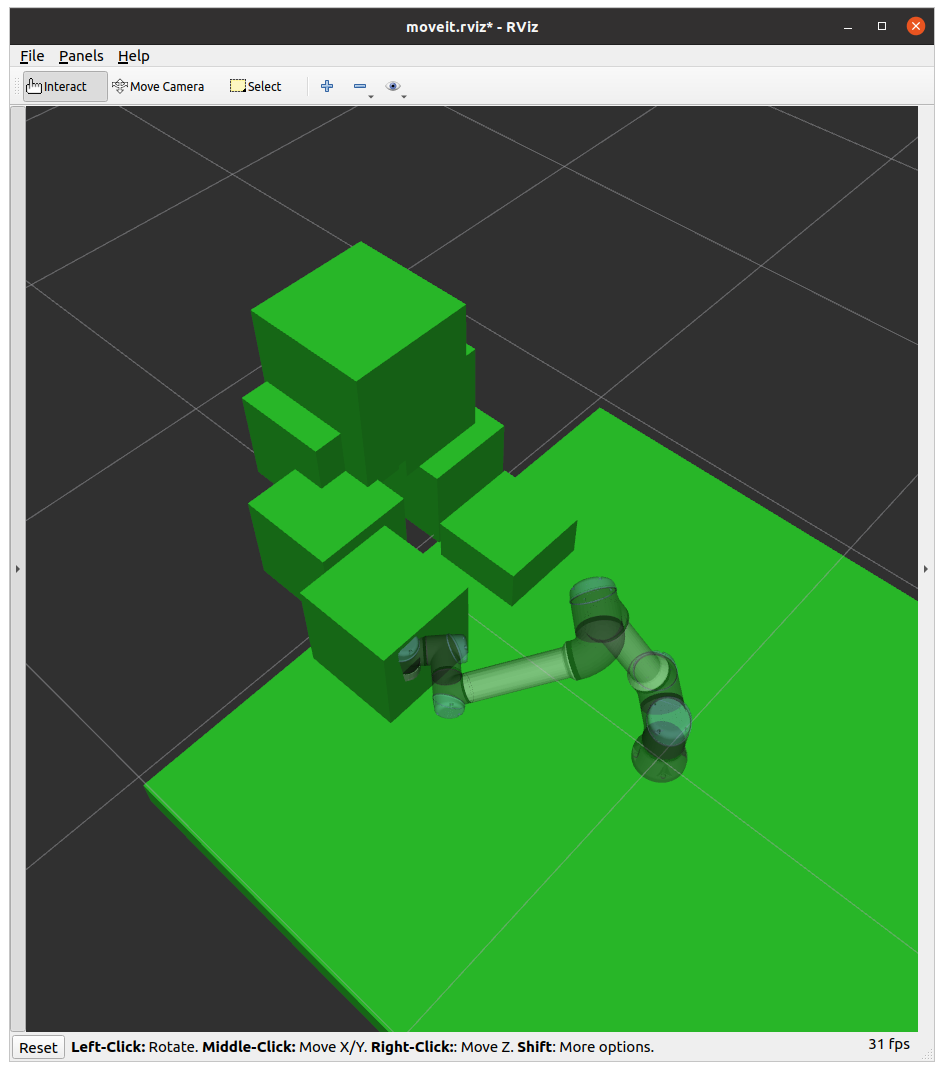 moveit.rviz* - RViz
File Panels Help
Interact Move Camera Select
Reset Left-Click: Rotate. Middle-Click: Move X/Y. Right-Click:: Move Z. Shift: More options. 31 fps